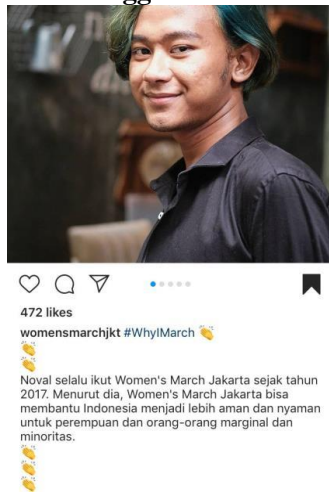 gg
472 likes
womensmarchjkt #WhyIMarch 👏
👏
👏
Noval selalu ikut Women's March Jakarta sejak tahun
2017. Menurut dia, Women's March Jakarta bisa
membantu Indonesia menjadi lebih aman dan nyaman
untuk perempuan dan orang-orang marginal dan
minoritas.
👏
👏
👏